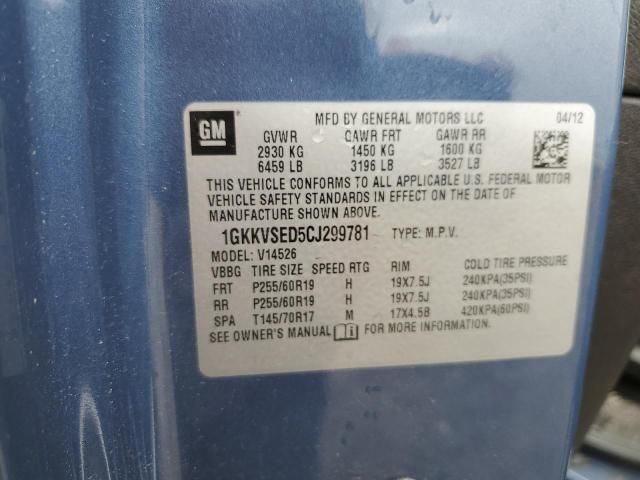 GM
MFD BY GENERAL MOTORS LLC 04/12
GVWR GAWR FRT GAWR RR
2930 KG 1450 KG 1600 KG
6459 LB 3196 LB 3527 LB
THIS VEHICLE CONFORMS TO ALL APPLICABLE U.S. FEDERAL MOTOR
VEHICLE SAFETY STANDARDS IN EFFECT ON THE DATE OF
MANUFACTURE SHOWN ABOVE.
1GKKVSED5CJ299781 TYPE: M.P.V.
MODEL: V14526
VBBG TIRE SIZE SPEED RTG RIM COLD TIRE PRESSURE
FRT P255/60R19 H 19X7.5J 240KPA(35PSI)
RR P255/60R19 H 19X7.5J 240KPA(35PSI)
SPA T145/70R17 M 17X4.5B 420KPA(60PSI)
SEE OWNER'S MANUAL FOR MORE INFORMATION.